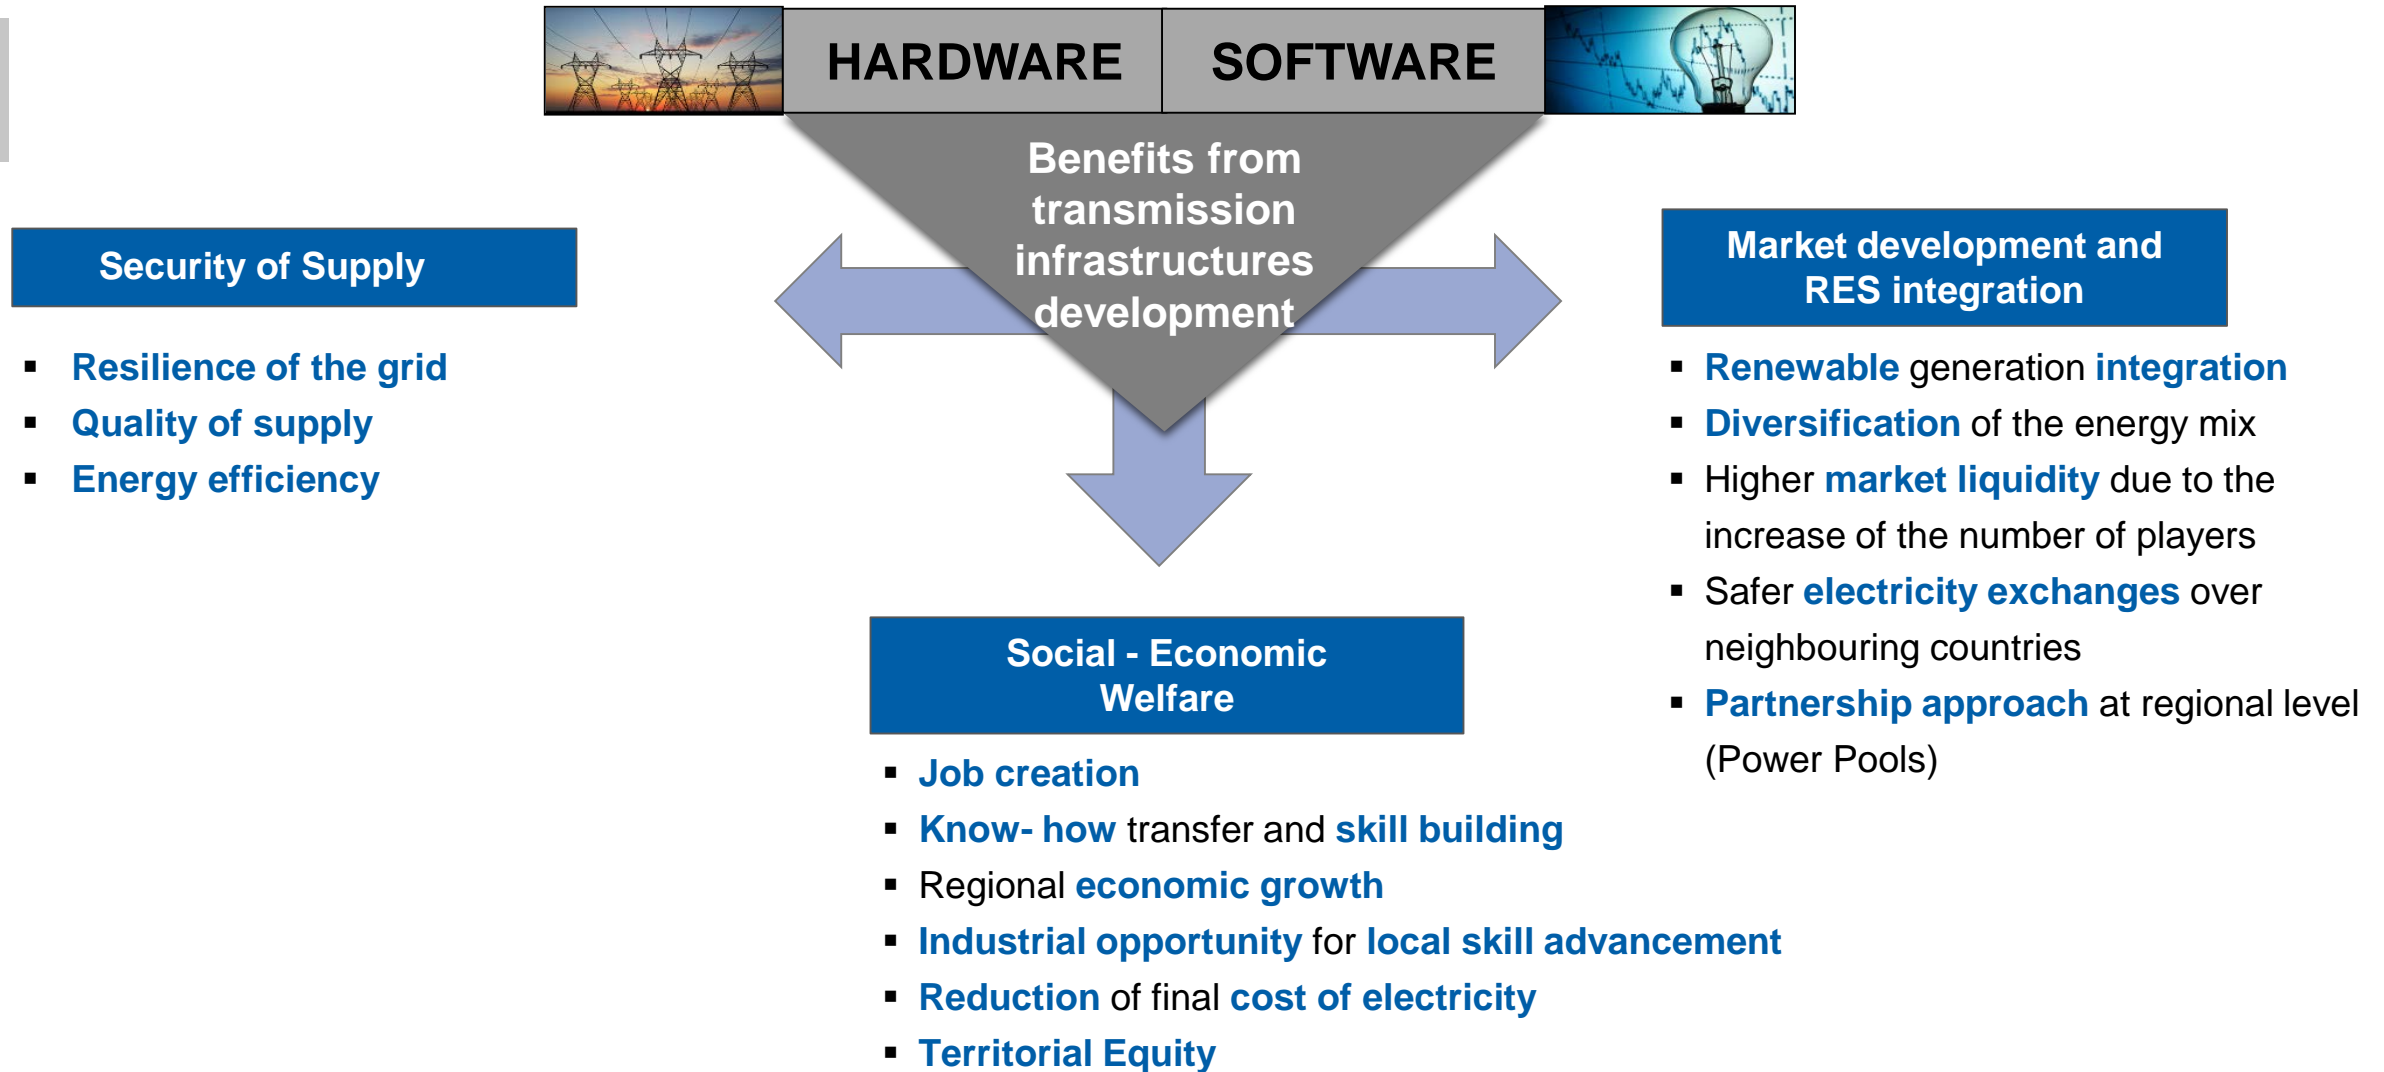 HARDWARE
SOFTWARE
Benefits from
transmission
infrastructures
development
Security of Supply
▪ Resilience of the grid
▪ Quality of supply
▪ Energy efficiency
Market development and
RES integration
▪ Renewable generation integration
▪ Diversification of the energy mix
▪ Higher market liquidity due to the
increase of the number of players
▪ Safer electricity exchanges over
neighbouring countries
▪ Partnership approach at regional level
(Power Pools)
Social - Economic
Welfare
▪ Job creation
▪ Know- how transfer and skill building
▪ Regional economic growth
▪ Industrial opportunity for local skill advancement
▪ Reduction of final cost of electricity
▪ Territorial Equity